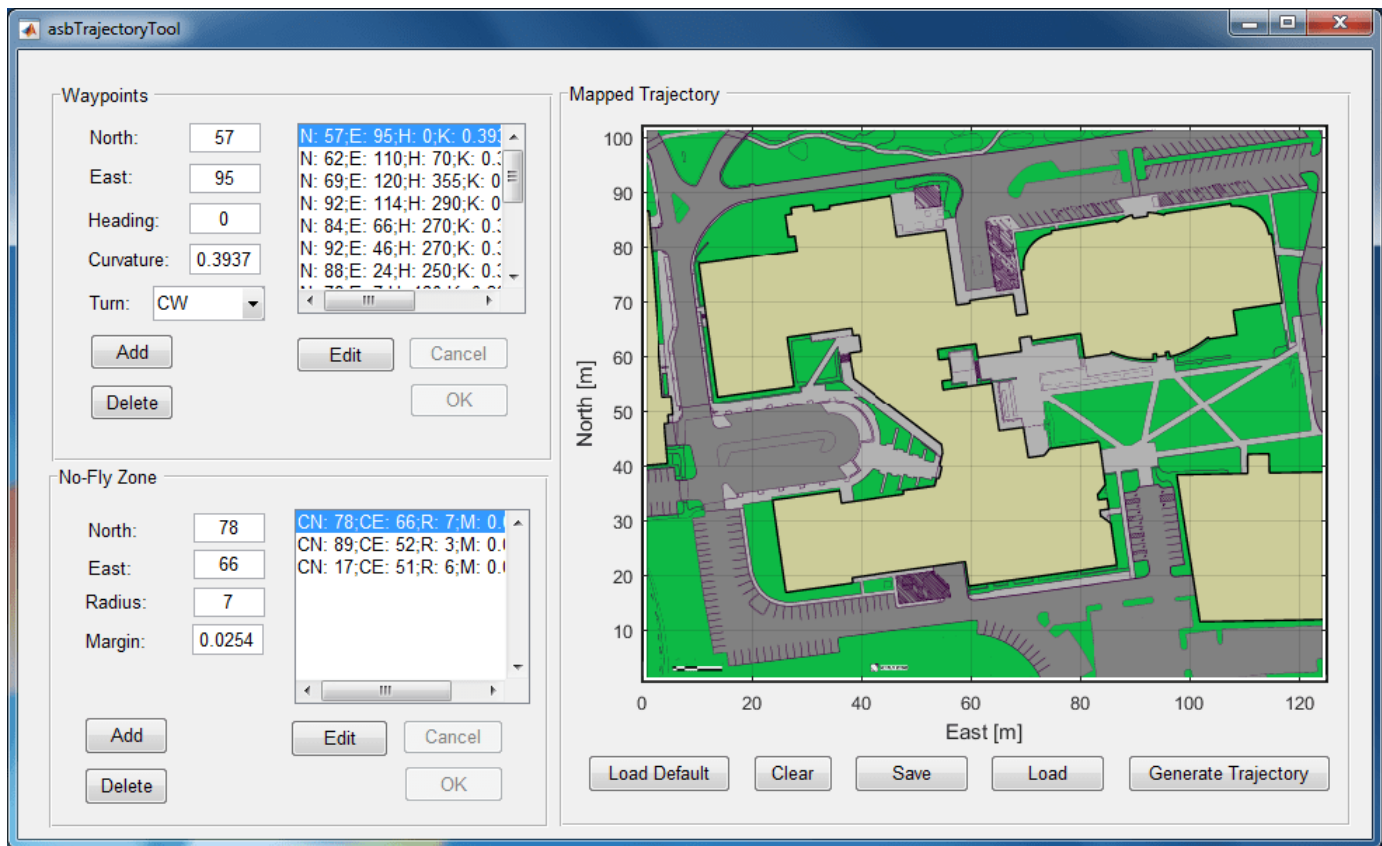 asbTrajectoryTool
Waypoints
North: 57
East: 95
Heading: 0
Curvature: 0.3937
Turn: CW
Add
Delete
N: 57;E: 95;H: 0;K: 0.393
N: 62;E: 110;H: 70;K: 0.3
N: 69;E: 120;H: 355;K: 0
N: 92;E: 114;H: 290;K: 0
N: 84;E: 66;H: 270;K: 0.3
N: 92;E: 46;H: 270;K: 0.3
N: 88;E: 24;H: 250;K: 0.3
Edit
Cancel
OK
No-Fly Zone
North: 78
East: 66
Radius: 7
Margin: 0.0254
Add
Delete
CN: 78;CE: 66;R: 7;M: 0.0
CN: 89;CE: 52;R: 3;M: 0.0
CN: 17;CE: 51;R: 6;M: 0.0
Edit
Cancel
OK
Mapped Trajectory
100
90
80
70
60
50
40
30
20
10
North [m]
0 20 40 60 80 100 120
East [m]
Load Default
Clear
Save
Load
Generate Trajectory